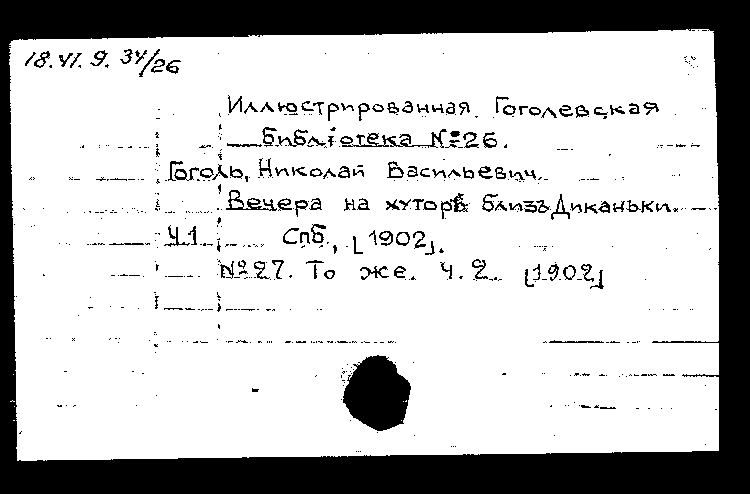 18.VI.9.34/26
Иллюстрированная Гоголевская
библіотека №26.
Гоголь, Николай Васильевич.
Вечера на хуторѣ близъ Диканьки.
Ч.1 Спб., [1902].
№27. То же. Ч.2. [1902]